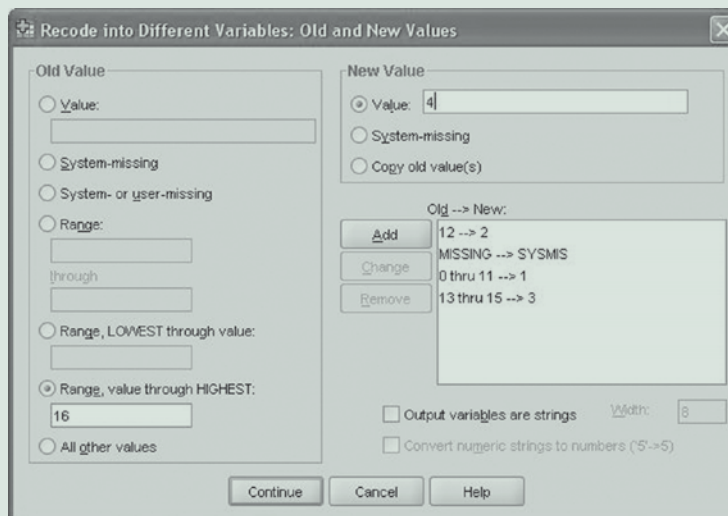 Recode into Different Variables: Old and New Values
Old Value
Value:
System-missing
System- or user-missing
Range:
through
Range, LOWEST through value:
Range, value through HIGHEST:
16
All other values
New Value
Value: 4
System-missing
Copy old value(s)
Old --> New:
Add
Change
Remove
12 --> 2
MISSING --> SYSMIS
0 thru 11 --> 1
13 thru 15 --> 3
Output variables are strings Width: 8
Convert numeric strings to numbers ('5'->5)
Continue Cancel Help